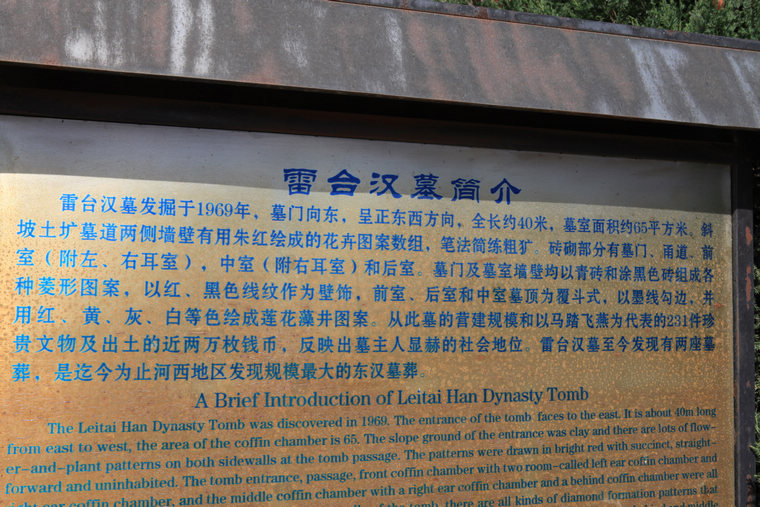 雷台汉墓简介
雷台汉墓发掘于1969年，墓门向东，呈正东西方向，全长约40米，墓室面积约65平方米。斜
坡土圹墓道两侧墙壁有用朱红绘成的花卉图案数组，笔法简练粗犷。砖砌部分有墓门、甬道、前
室（附左、右耳室），中室（附右耳室）和后室。墓门及墓室墙壁均以青砖和涂黑色砖组成各
种菱形图案，以红、黑色线纹作为壁饰，前室、后室和中室墓顶为覆斗式，以墨线勾边，并
用红、黄、灰、白等色绘成莲花藻井图案。从此墓的营建规模和以马踏飞燕为代表的231件珍
贵文物及出土的近两万枚钱币，反映出墓主人显赫的社会地位。雷台汉墓至今发现有两座墓
葬，是迄今为止河西地区发现规模最大的东汉墓葬。
A Brief Introduction of Leitai Han Dynasty Tomb
The Leitai Han Dynasty Tomb was discovered in 1969. The entrance of the tomb faces to the east. It is about 40m long
from east to west, the area of the coffin chamber is 65. The slope ground of the entrance was clay and there are lots of flow-
er-and-plant patterns on both sidewalls at the tomb passage. The patterns were drawn in bright red with succinct, straight-
forward and uninhabited. The tomb entrance, passage, front coffin chamber with two room-called left ear coffin chamber and
right ear coffin chamber, and the middle coffin chamber with a right ear coffin chamber and a behind coffin chamber were all
of the tomb, there are all kinds of diamond formation patterns that